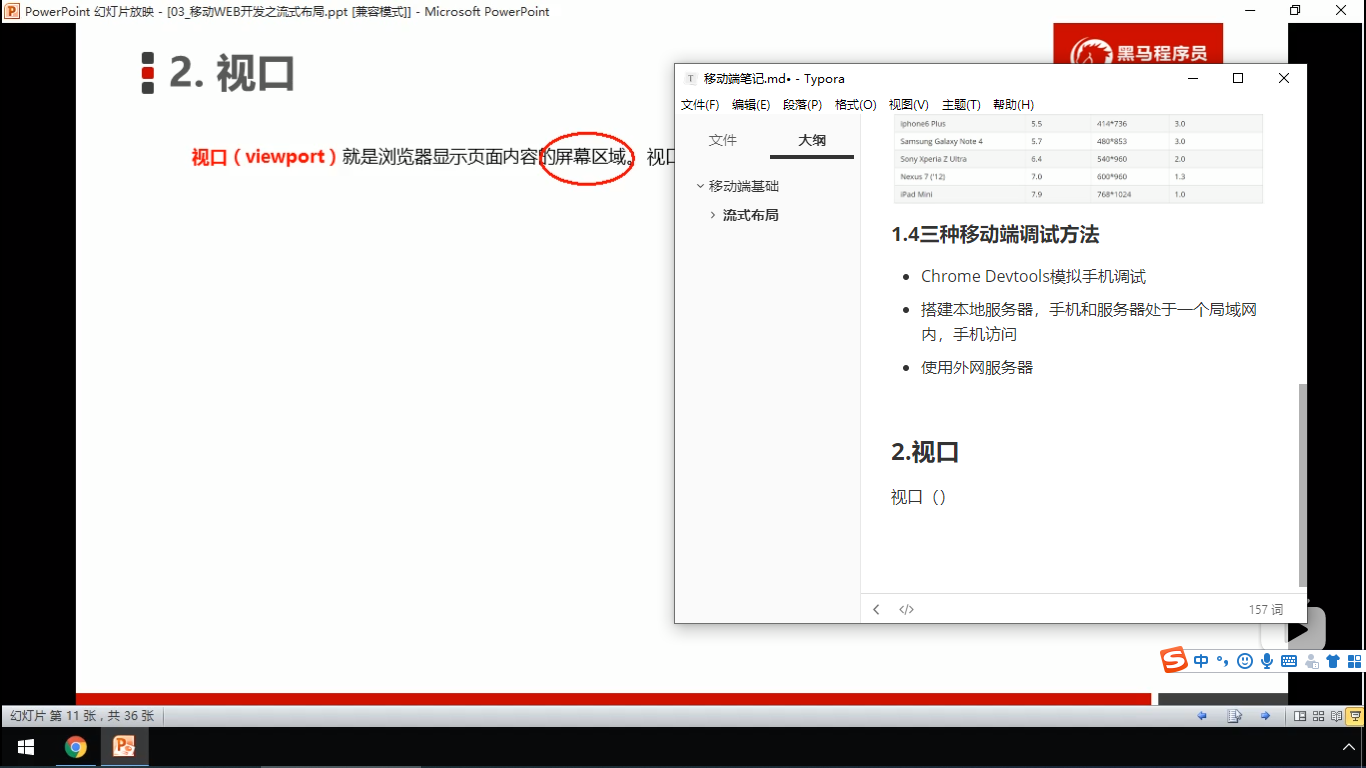 PowerPoint 幻灯片放映 - [03_移动WEB开发之流式布局.ppt [兼容模式]] - Microsoft PowerPoint
2. 视口
黑马程序员
视口（viewport）就是浏览器显示页面内容的屏幕区域。视口
移动端笔记.md• - Typora
文件(F) 编辑(E) 段落(P) 格式(O) 视图(V) 主题(T) 帮助(H)
文件 大纲
移动端基础
流式布局
iphone6 Plus 5.5 414*736 3.0
Samsung Galaxy Note 4 5.7 480*853 3.0
Sony Xperia Z Ultra 6.4 540*960 2.0
Nexus 7 ('12) 7.0 600*960 1.3
iPad Mini 7.9 768*1024 1.0
1.4三种移动端调试方法
Chrome Devtools模拟手机调试
搭建本地服务器，手机和服务器处于一个局域网
内，手机访问
使用外网服务器
2.视口
视口（）
157 词
中
幻灯片 第 11 张，共 36 张